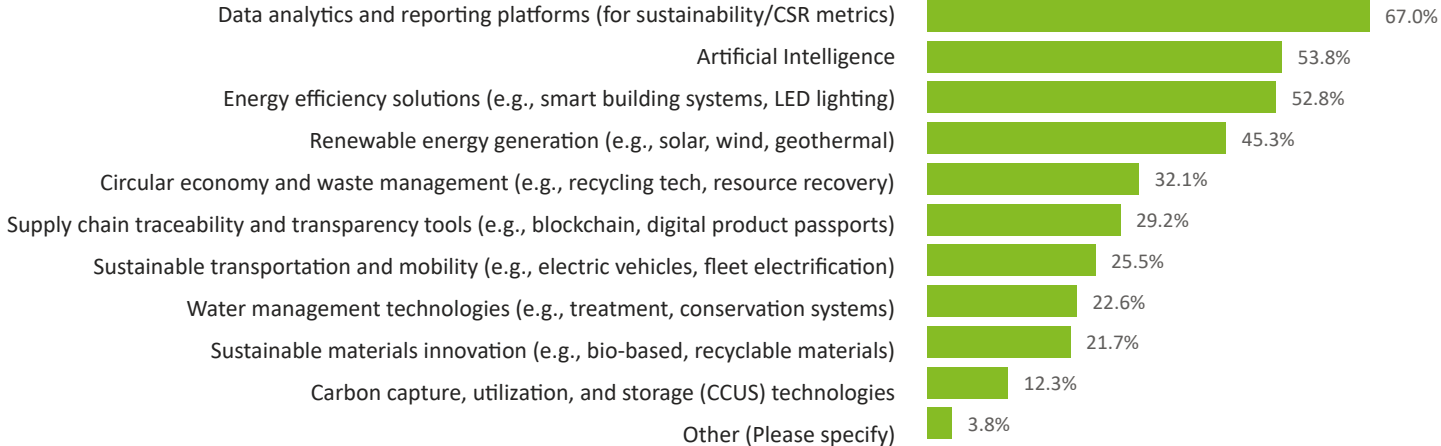 Data analytics and reporting platforms (for sustainability/CSR metrics) 67.0%
Artificial Intelligence 53.8%
Energy efficiency solutions (e.g., smart building systems, LED lighting) 52.8%
Renewable energy generation (e.g., solar, wind, geothermal) 45.3%
Circular economy and waste management (e.g., recycling tech, resource recovery) 32.1%
Supply chain traceability and transparency tools (e.g., blockchain, digital product passports) 29.2%
Sustainable transportation and mobility (e.g., electric vehicles, fleet electrification) 25.5%
Water management technologies (e.g., treatment, conservation systems) 22.6%
Sustainable materials innovation (e.g., bio-based, recyclable materials) 21.7%
Carbon capture, utilization, and storage (CCUS) technologies 12.3%
Other (Please specify) 3.8%